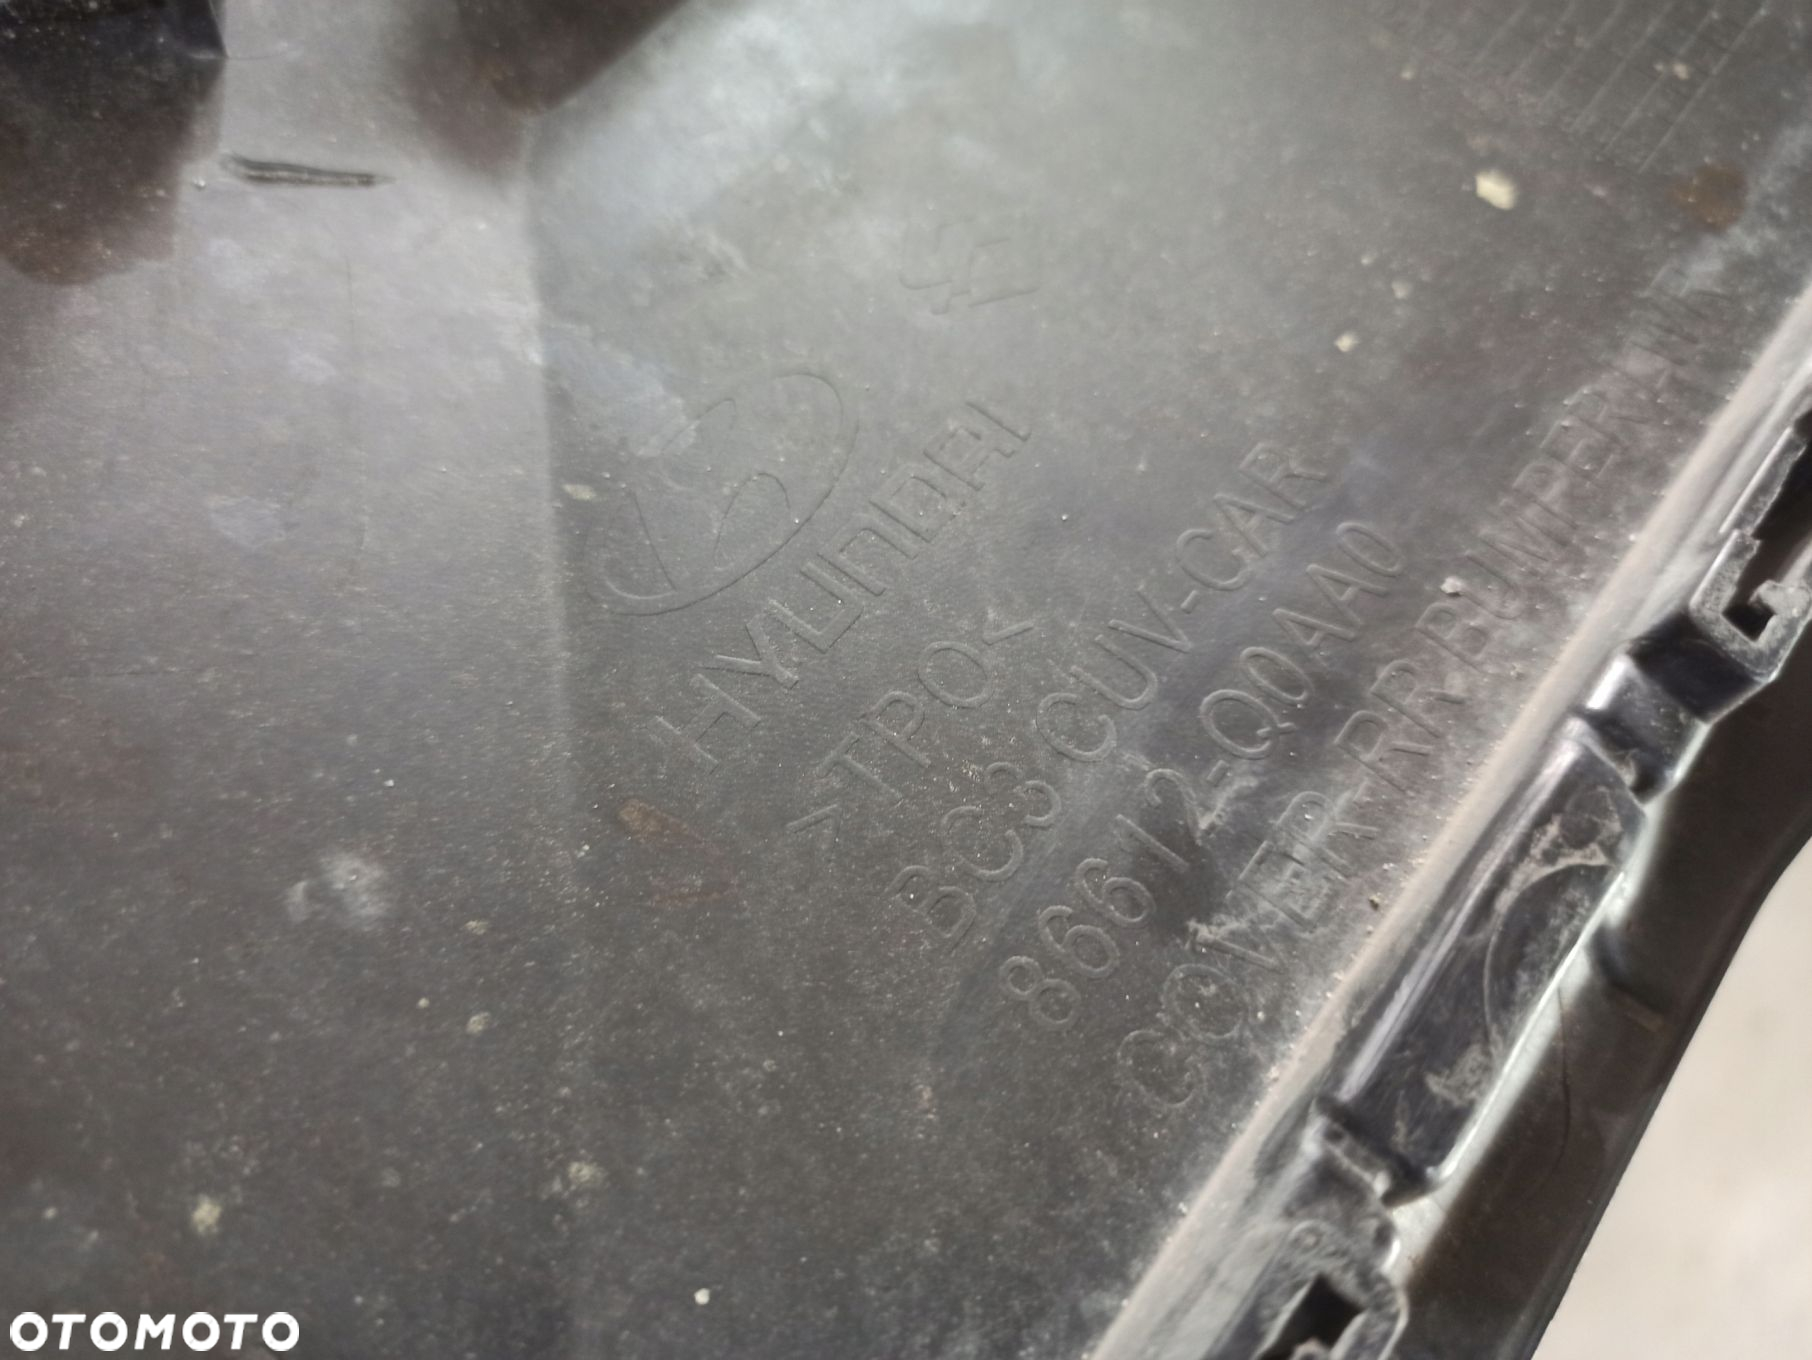 HYUNDAI
>TPO<
BC3 CUV-CAR
86612-Q0AA0
COVER-RR BUMPER
OTOMOTO